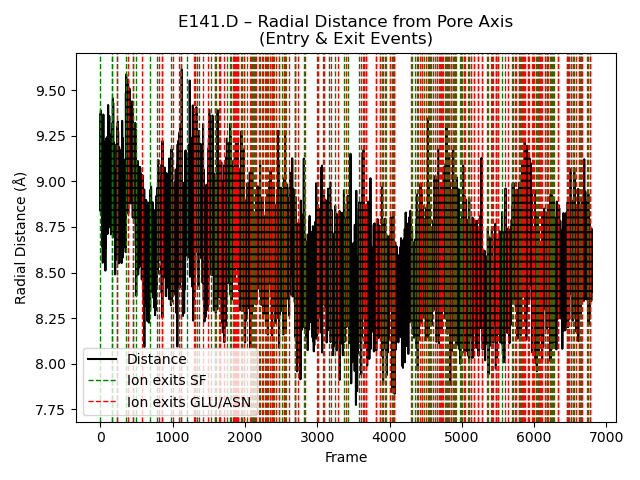 E141.D – Radial Distance from Pore Axis
(Entry & Exit Events)
Radial Distance (Å)
9.50
9.25
9.00
8.75
8.50
8.25
8.00
7.75
Distance
Ion exits SF
Ion exits GLU/ASN
0 1000 2000 3000 4000 5000 6000 7000
Frame